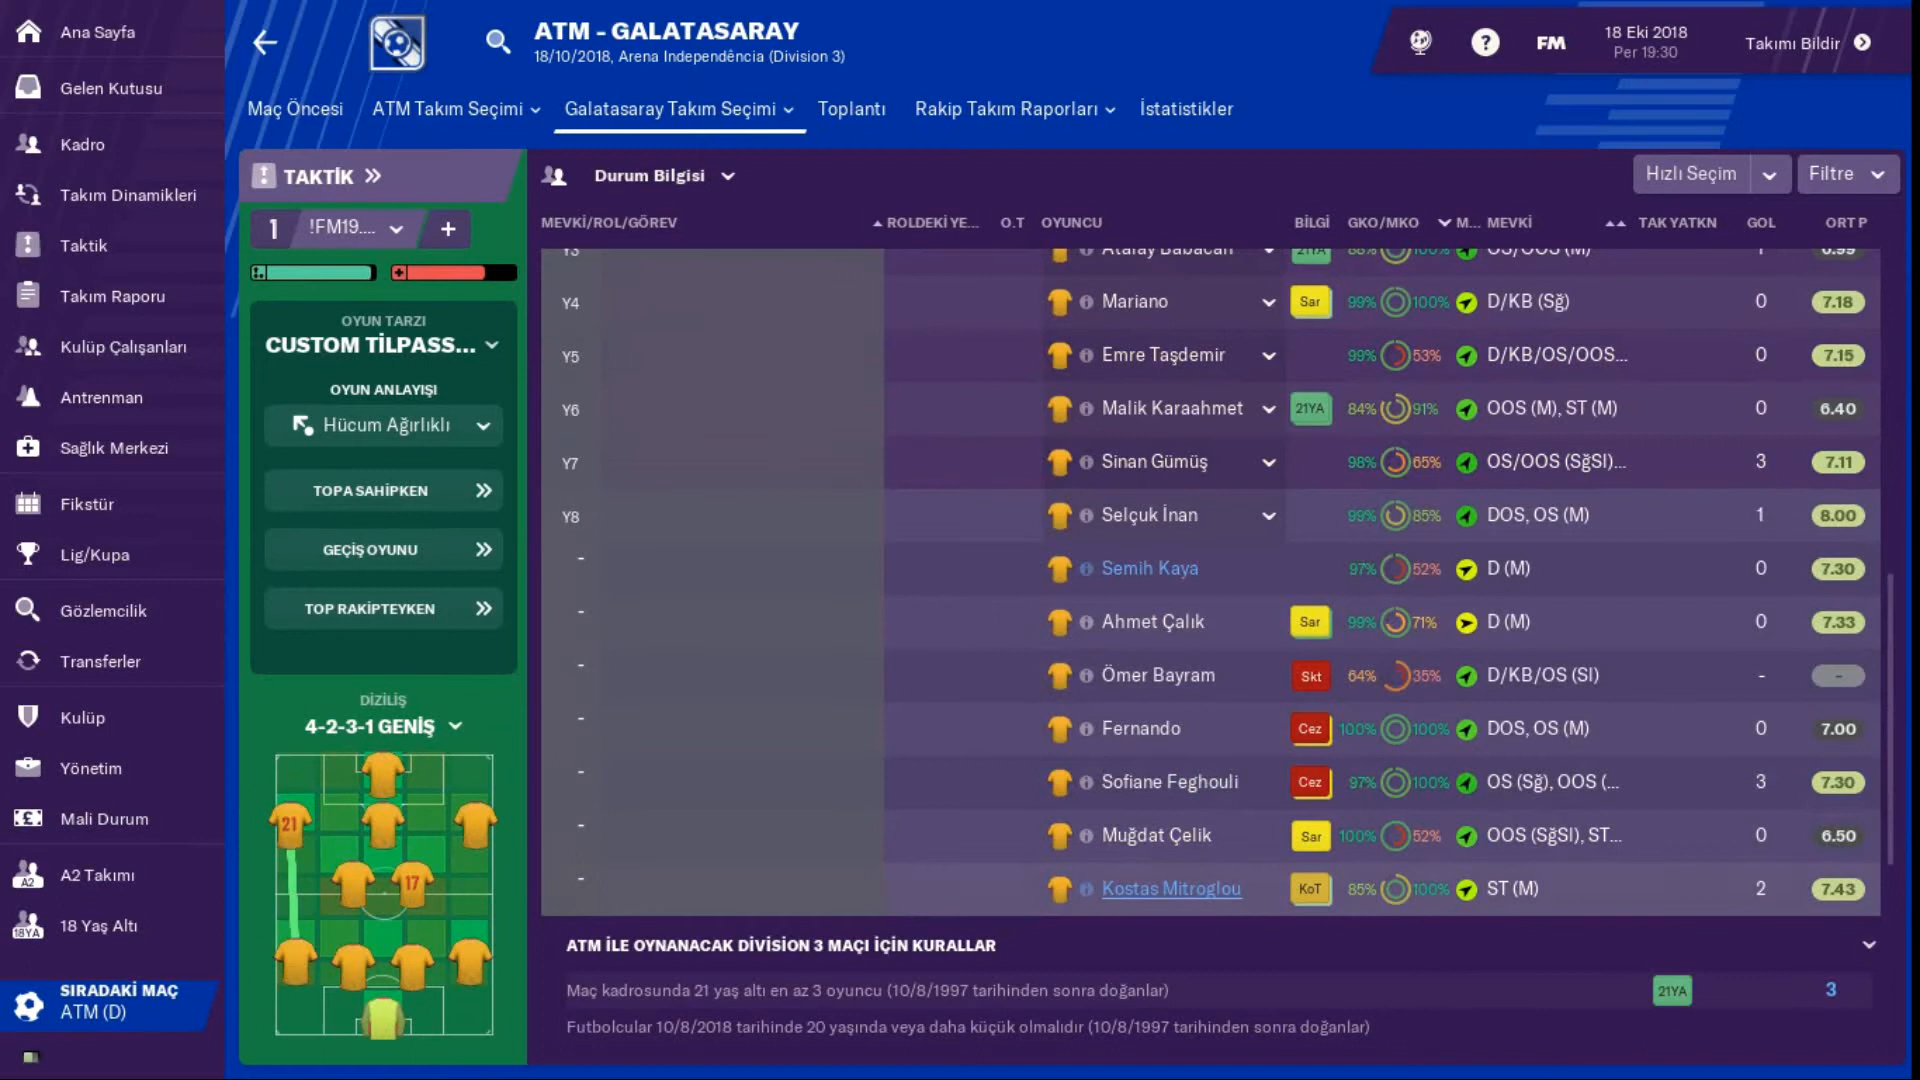 Ana Sayfa
Gelen Kutusu
Kadro
Takım Dinamikleri
Taktik
Takım Raporu
Kulüp Çalışanları
Antrenman
Sağlık Merkezi
Fikstür
Lig/Kupa
Gözlemcilik
Transferler
Kulüp
Yönetim
Mali Durum
A2 A2 Takımı
18YA 18 Yaş Altı
SIRADAKİ MAÇ
ATM (D)
ATM - GALATASARAY
18/10/2018, Arena Independência (Division 3)
? FM
18 Eki 2018
Per 19:30
Takımı Bildir
Maç Öncesi ATM Takım Seçimi Galatasaray Takım Seçimi Toplantı Rakip Takım Raporları İstatistikler
TAKTİK
1 !FM19.... +
OYUN TARZI
CUSTOM TİLPASS...
OYUN ANLAYIŞI
Hücum Ağırlıklı
TOPA SAHİPKEN
GEÇİŞ OYUNU
TOP RAKİPTEYKEN
DİZİLİŞ
4-2-3-1 GENİŞ
21
17
Durum Bilgisi Hızlı Seçim Filtre
MEVKİ/ROL/GÖREV ROLDEKİ YE... O.T OYUNCU BİLGİ GKO/MKO M... MEVKİ TAK YATKN GOL ORT P
Y3 Ataray Babacan 21YA 88% 100% OS/OOS (M) 1 6.99
Y4 Mariano Sar 99% 100% D/KB (Sğ) 0 7.18
Y5 Emre Taşdemir 99% 53% D/KB/OS/OOS... 0 7.15
Y6 Malik Karaahmet 21YA 84% 91% OOS (M), ST (M) 0 6.40
Y7 Sinan Gümüş 98% 65% OS/OOS (SğSl)... 3 7.11
Y8 Selçuk İnan 99% 85% DOS, OS (M) 1 8.00
- Semih Kaya 97% 52% D (M) 0 7.30
- Ahmet Çalık Sar 99% 71% D (M) 0 7.33
- Ömer Bayram Skt 64% 35% D/KB/OS (Sl) - -
- Fernando Cez 100% 100% DOS, OS (M) 0 7.00
- Sofiane Feghouli Cez 97% 100% OS (Sğ), OOS (... 3 7.30
- Muğdat Çelik Sar 100% 52% OOS (SğSl), ST... 0 6.50
- Kostas Mitroglou KoT 85% 100% ST (M) 2 7.43
ATM İLE OYNANACAK DİVİSİON 3 MAÇI İÇİN KURALLAR
Maç kadrosunda 21 yaş altı en az 3 oyuncu (10/8/1997 tarihinden sonra doğanlar) 21YA 3
Futbolcular 10/8/2018 tarihinde 20 yaşında veya daha küçük olmalıdır (10/8/1997 tarihinden sonra doğanlar)